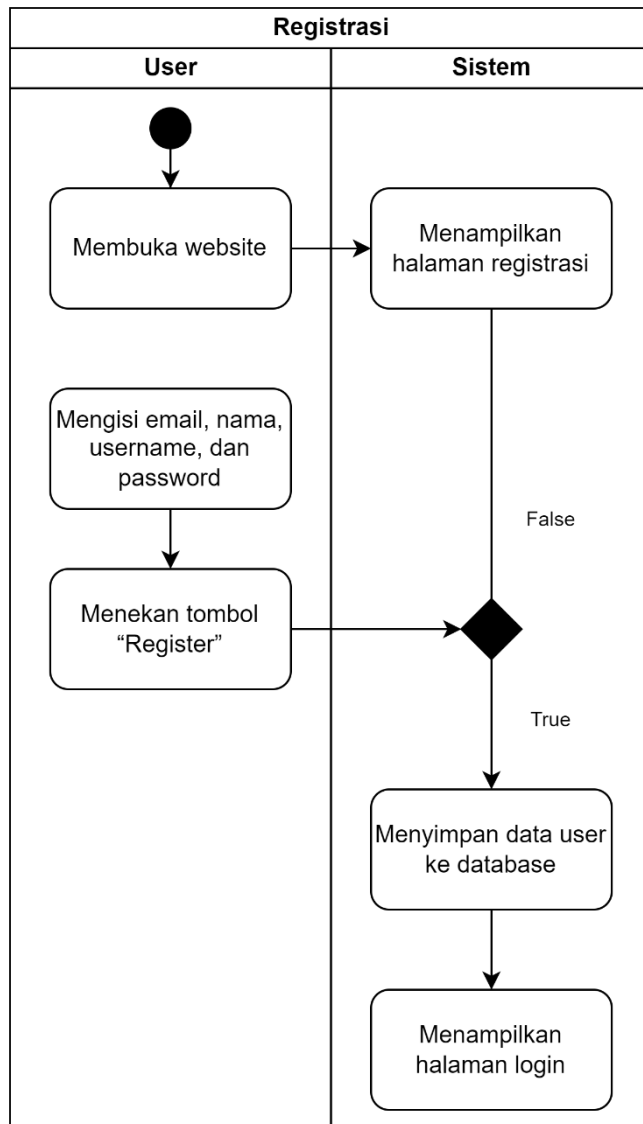 Registrasi
User
Sistem
Membuka website
Menampilkan
halaman registrasi
Mengisi email, nama,
username, dan
password
False
Menekan tombol
“Register”
True
Menyimpan data user
ke database
Menampilkan
halaman login